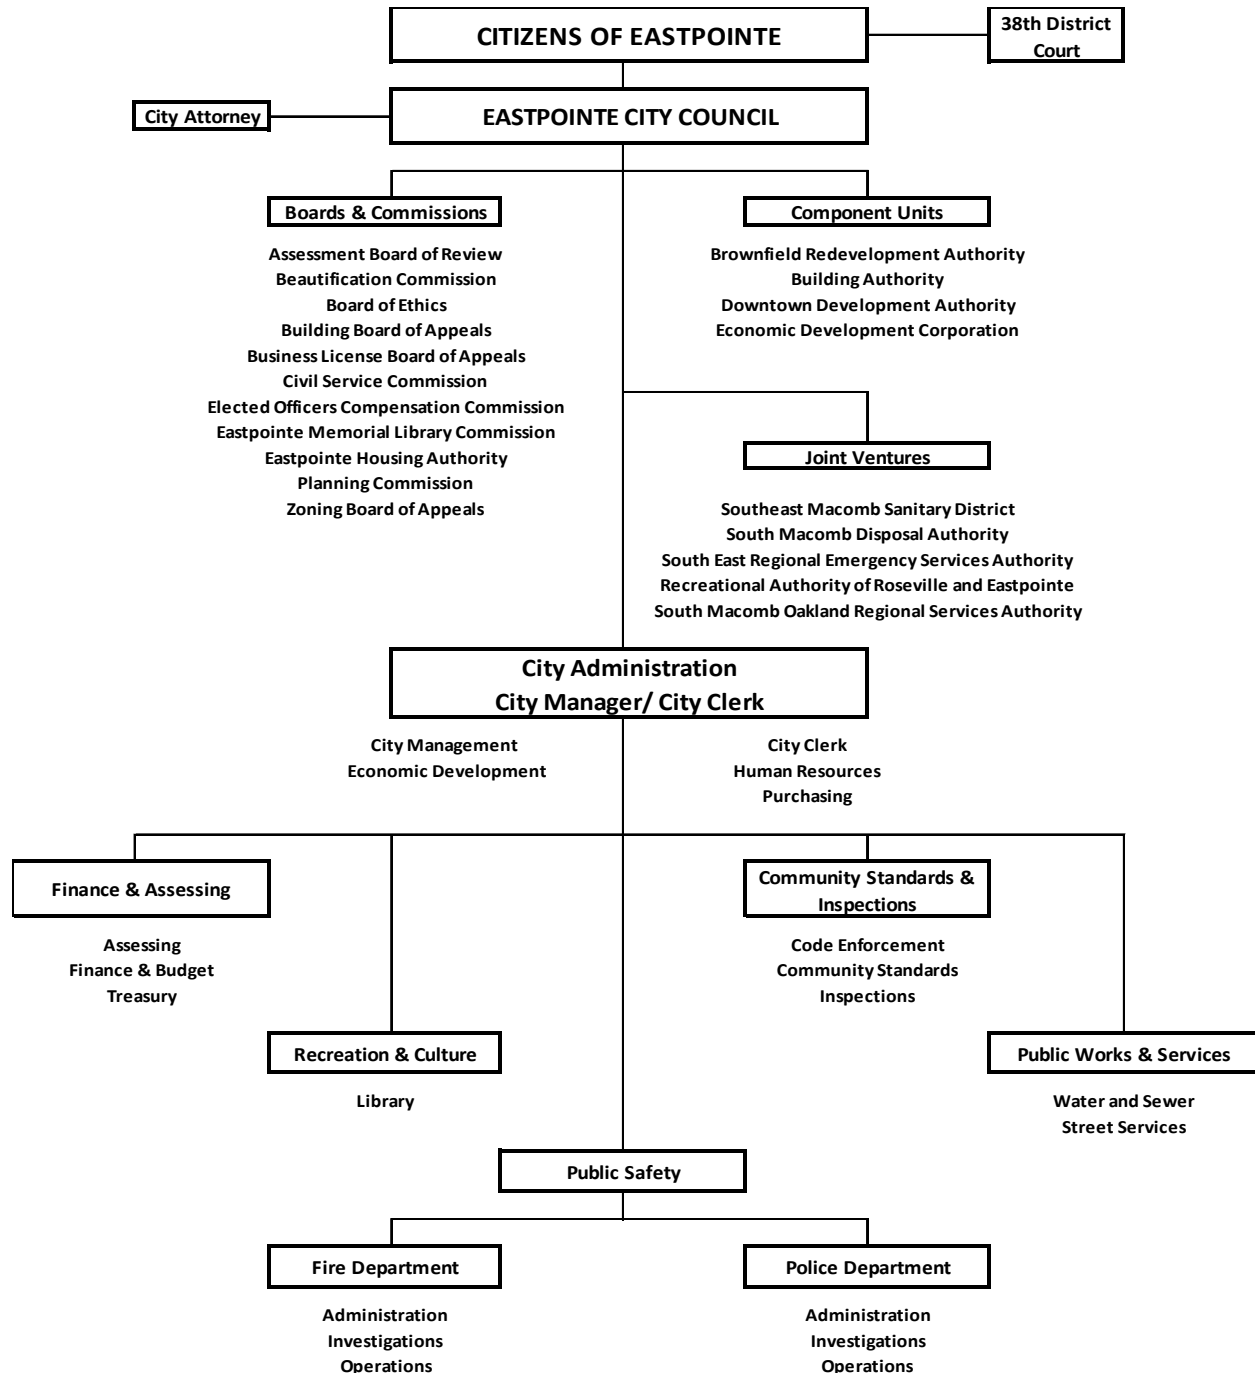 CITIZENS OF EASTPOINTE
38th District
Court
City Attorney
EASTPOINTE CITY COUNCIL
Boards & Commissions
Assessment Board of Review
Beautification Commission
Board of Ethics
Building Board of Appeals
Business License Board of Appeals
Civil Service Commission
Elected Officers Compensation Commission
Eastpointe Memorial Library Commission
Eastpointe Housing Authority
Planning Commission
Zoning Board of Appeals
Component Units
Brownfield Redevelopment Authority
Building Authority
Downtown Development Authority
Economic Development Corporation
Joint Ventures
Southeast Macomb Sanitary District
South Macomb Disposal Authority
South East Regional Emergency Services Authority
Recreational Authority of Roseville and Eastpointe
South Macomb Oakland Regional Services Authority
City Administration
City Manager/ City Clerk
City Management
Economic Development
City Clerk
Human Resources
Purchasing
Finance & Assessing
Assessing
Finance & Budget
Treasury
Community Standards &
Inspections
Code Enforcement
Community Standards
Inspections
Recreation & Culture
Library
Public Works & Services
Water and Sewer
Street Services
Public Safety
Fire Department
Administration
Investigations
Operations
Police Department
Administration
Investigations
Operations